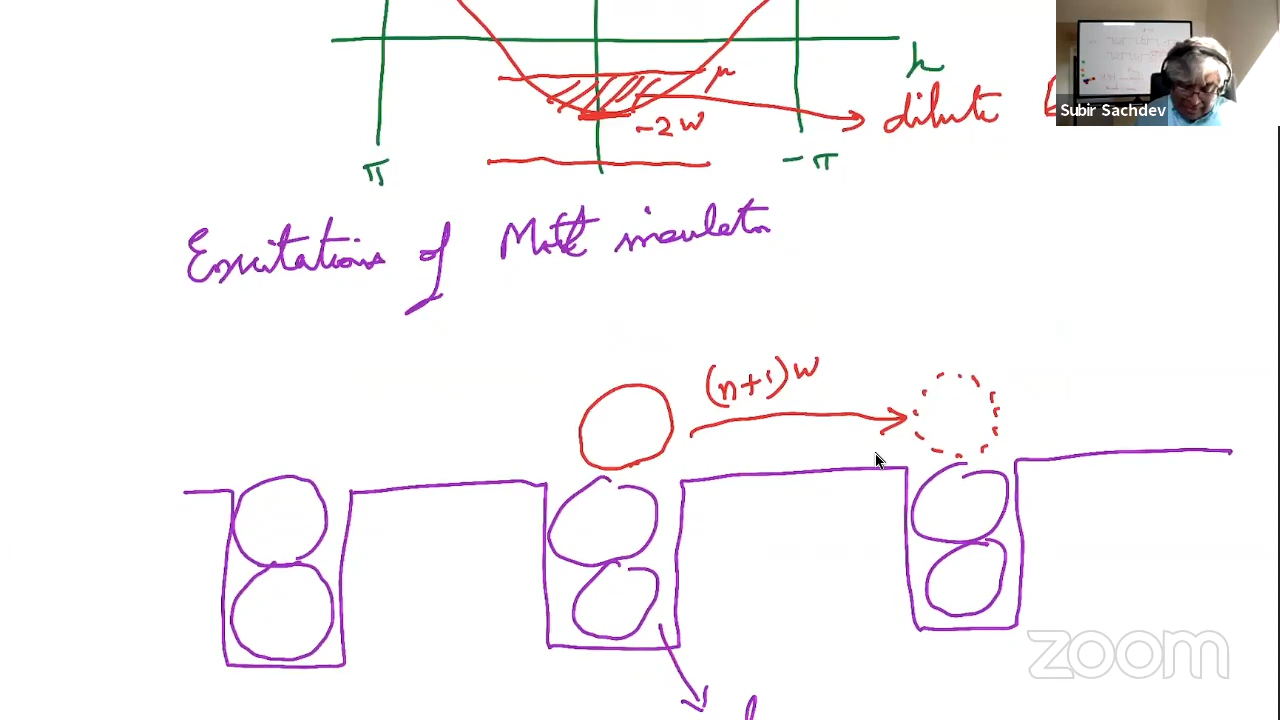 k
μ
dilute
-2w
π
-π
Subir Sachdev
Excitations of Mott insulator
(n+1)w
zoom